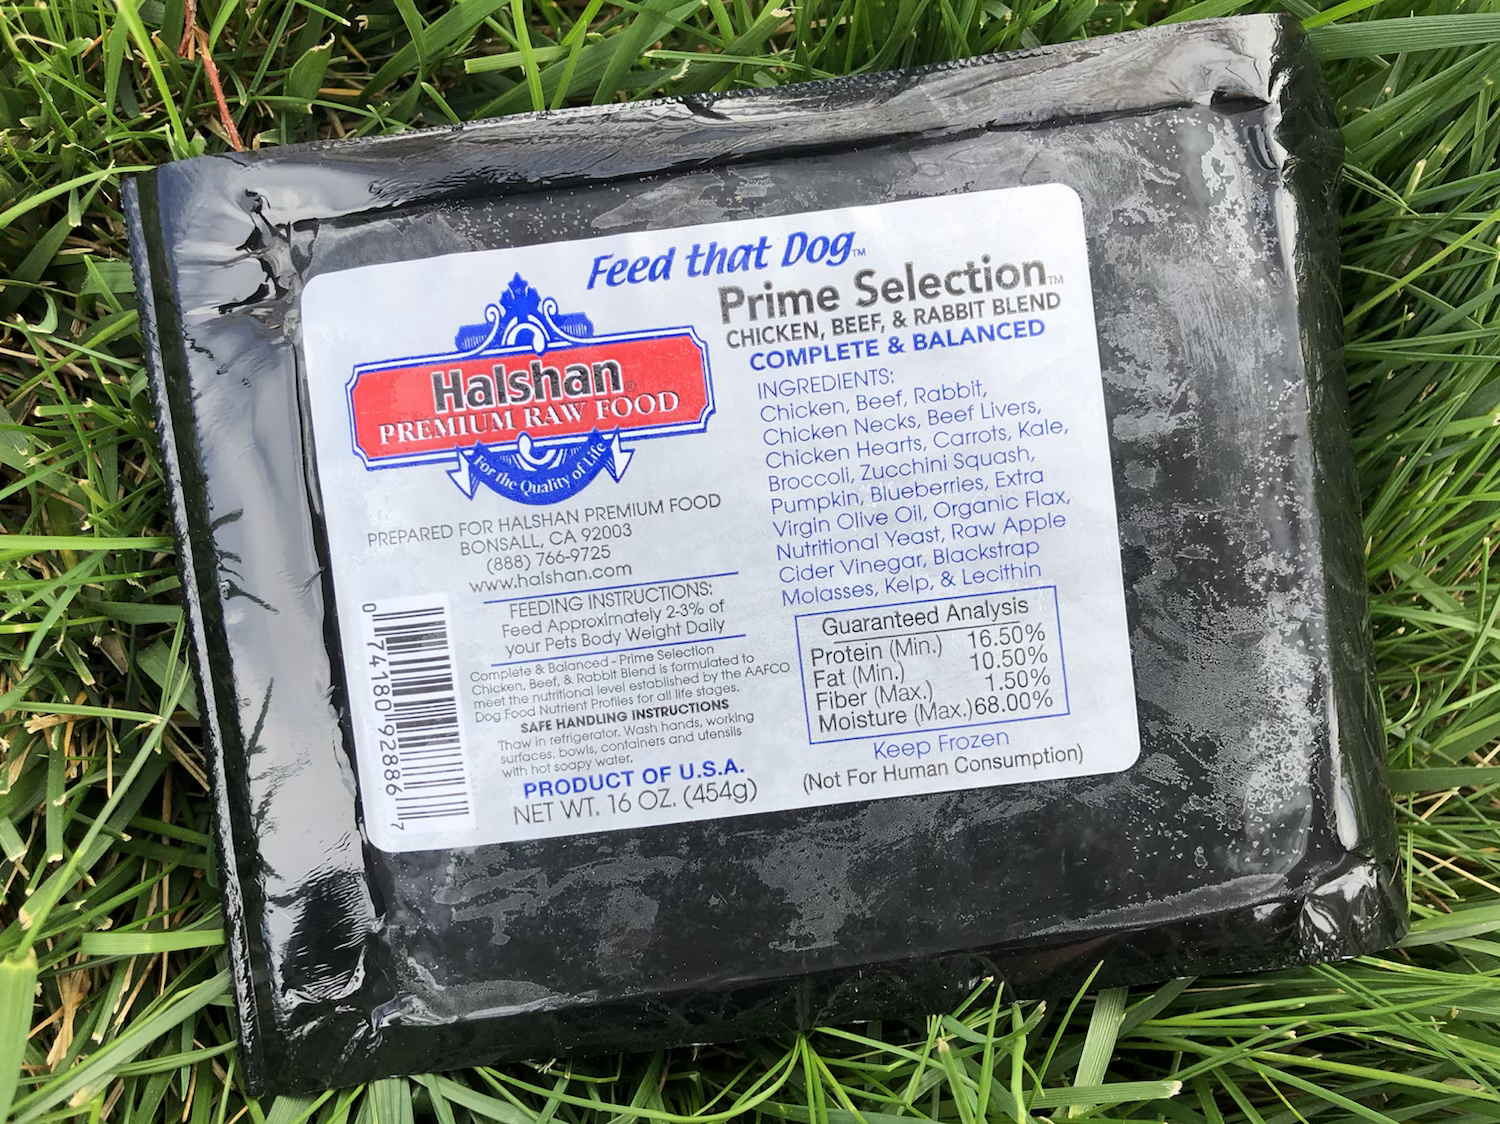 Feed that Dog™
Prime Selection™
CHICKEN, BEEF, & RABBIT BLEND
COMPLETE & BALANCED
Halshan®
PREMIUM RAW FOOD
For the Quality of Life
PREPARED FOR HALSHAN PREMIUM FOOD
BONSALL, CA 92003
(888) 766-9725
www.halshan.com
FEEDING INSTRUCTIONS:
Feed Approximately 2-3% of
your Pets Body Weight Daily
Complete & Balanced - Prime Selection
Chicken, Beef, & Rabbit Blend is formulated to
meet the nutritional level established by the AAFCO
Dog Food Nutrient Profiles for all life stages.
SAFE HANDLING INSTRUCTIONS
Thaw in refrigerator. Wash hands, working
surfaces, bowls, containers and utensils
with hot soapy water.
PRODUCT OF U.S.A.
NET WT. 16 OZ. (454g)
0 74180 92886 7
INGREDIENTS:
Chicken, Beef, Rabbit,
Chicken Necks, Beef Livers,
Chicken Hearts, Carrots, Kale,
Broccoli, Zucchini Squash,
Pumpkin, Blueberries, Extra
Virgin Olive Oil, Organic Flax,
Nutritional Yeast, Raw Apple
Cider Vinegar, Blackstrap
Molasses, Kelp, & Lecithin
Guaranteed Analysis
Protein (Min.) 16.50%
Fat (Min.) 10.50%
Fiber (Max.) 1.50%
Moisture (Max.) 68.00%
Keep Frozen
(Not For Human Consumption)